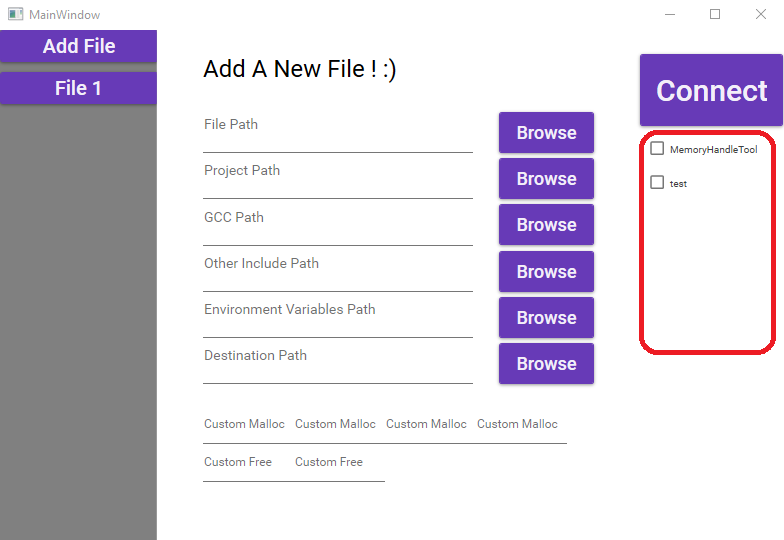 MainWindow
Add File
File 1
Add A New File ! :)
File Path
Browse
Project Path
Browse
GCC Path
Browse
Other Include Path
Browse
Environment Variables Path
Browse
Destination Path
Browse
Custom Malloc Custom Malloc Custom Malloc Custom Malloc
Custom Free Custom Free
Connect
MemoryHandleTool
test